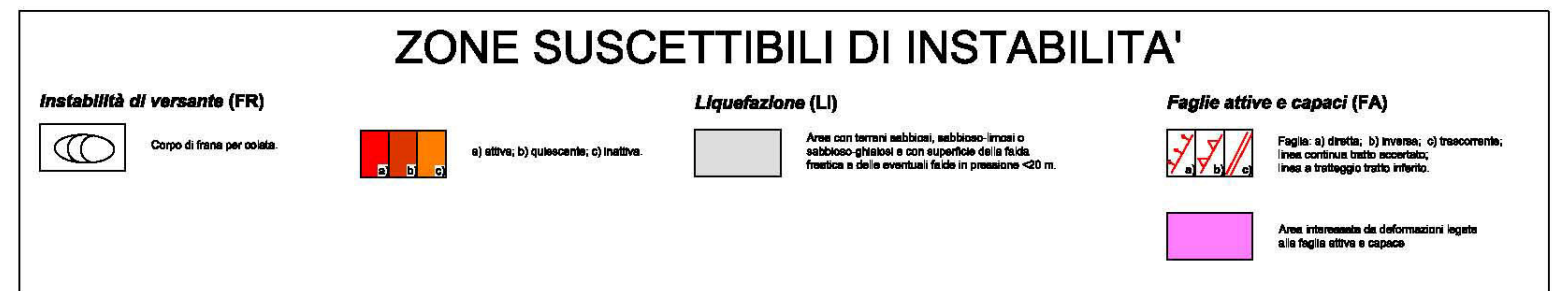 ZONE SUSCETTIBILI DI INSTABILITA'
Instabilità di versante (FR)
Corpo di frana per colata.
a) b) c)
a) attiva; b) quiescente; c) inattiva.
Liquefazione (LI)
Area con terreni sabbiosi, sabbioso-limosi o
sabbioso-ghiaiosi e con superficie della falda
freatica e delle eventuali falde in pressione <20 m.
Faglie attive e capaci (FA)
a) b) c)
Faglia: a) diretta; b) inversa; c) trascorrente;
linea continua tratto accertato;
linea a tratteggio tratto inferito.
Area interessata da deformazioni legate
alla faglia attiva e capace